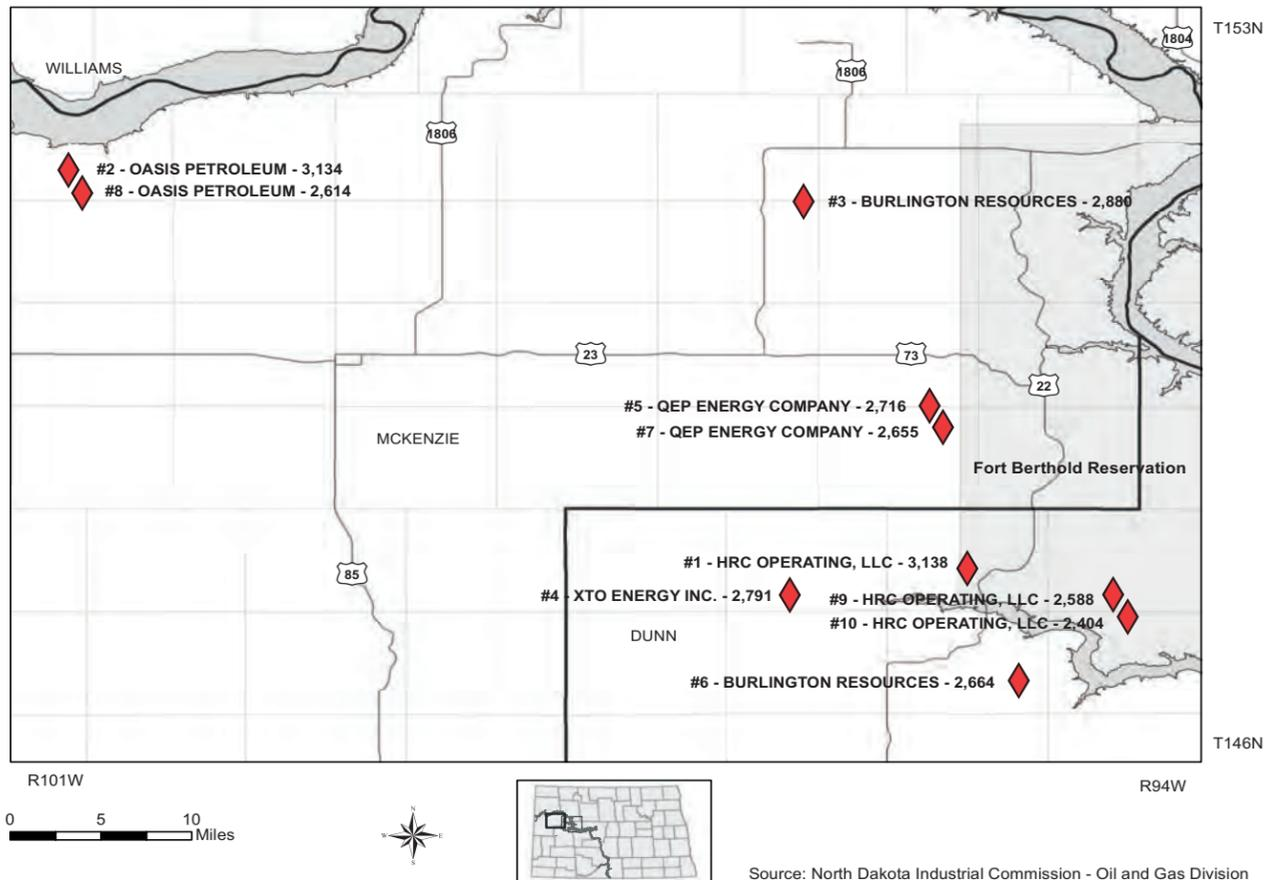 T153N
1804
WILLIAMS
1806
1806
#2 - OASIS PETROLEUM - 3,134
#8 - OASIS PETROLEUM - 2,614
#3 - BURLINGTON RESOURCES - 2,880
23
73
22
#5 - QEP ENERGY COMPANY - 2,716
#7 - QEP ENERGY COMPANY - 2,655
MCKENZIE
Fort Berthold Reservation
#1 - HRC OPERATING, LLC - 3,138
85
#4 - XTO ENERGY INC. - 2,791
#9 - HRC OPERATING, LLC - 2,588
#10 - HRC OPERATING, LLC - 2,404
DUNN
#6 - BURLINGTON RESOURCES - 2,664
T146N
R101W
R94W
0 5 10
Miles
N
W E
S
Source: North Dakota Industrial Commission - Oil and Gas Division